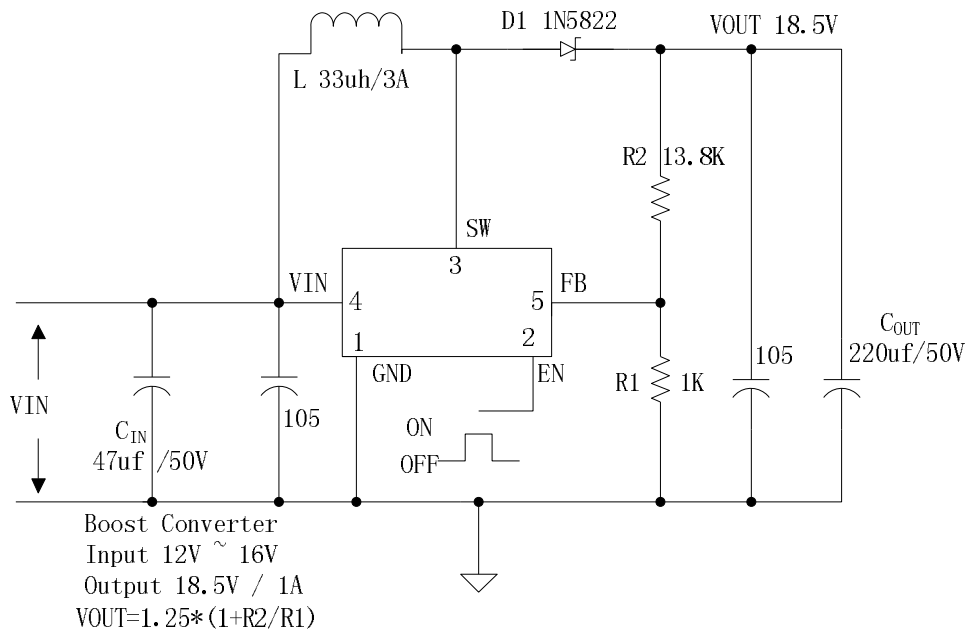 D1 1N5822
VOUT 18.5V
L 33uh/3A
R2 13.8K
SW
3
VIN
4
5
FB
1
2
GND
EN
COUT
220uf/50V
105
R1 1K
VIN
CIN
47uf /50V
105
ON
OFF
Boost Converter
Input 12V ~ 16V
Output 18.5V / 1A
VOUT=1.25*(1+R2/R1)